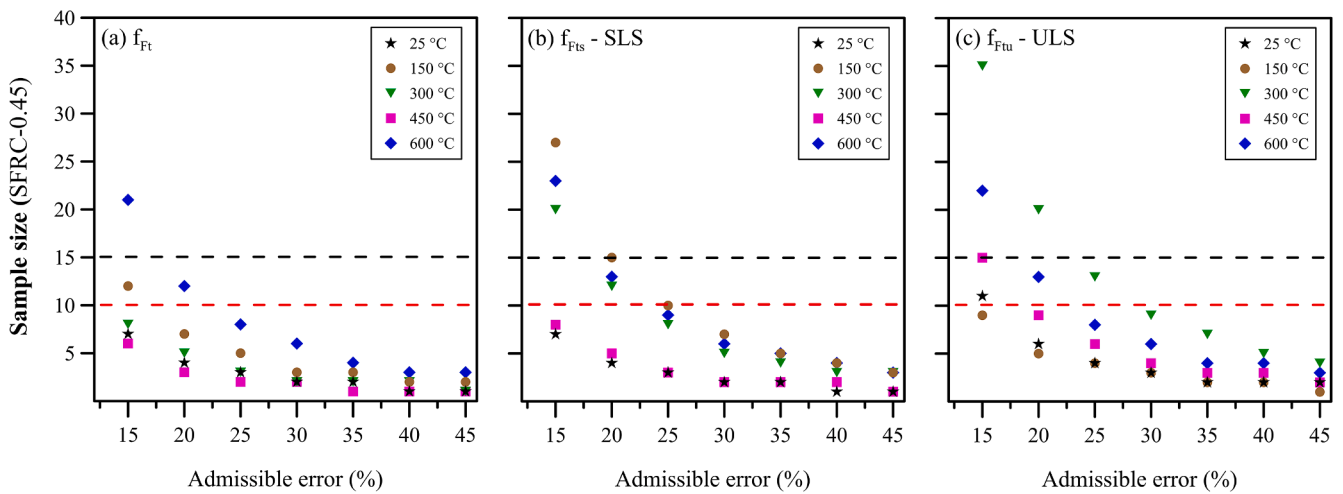 Sample size (SFRC-0.45)
40
35
30
25
20
15
10
5
(a) f_Ft
25 °C
150 °C
300 °C
450 °C
600 °C
15 20 25 30 35 40 45
Admissible error (%)
(b) f_Fts - SLS
25 °C
150 °C
300 °C
450 °C
600 °C
15 20 25 30 35 40 45
Admissible error (%)
(c) f_Ftu - ULS
25 °C
150 °C
300 °C
450 °C
600 °C
15 20 25 30 35 40 45
Admissible error (%)